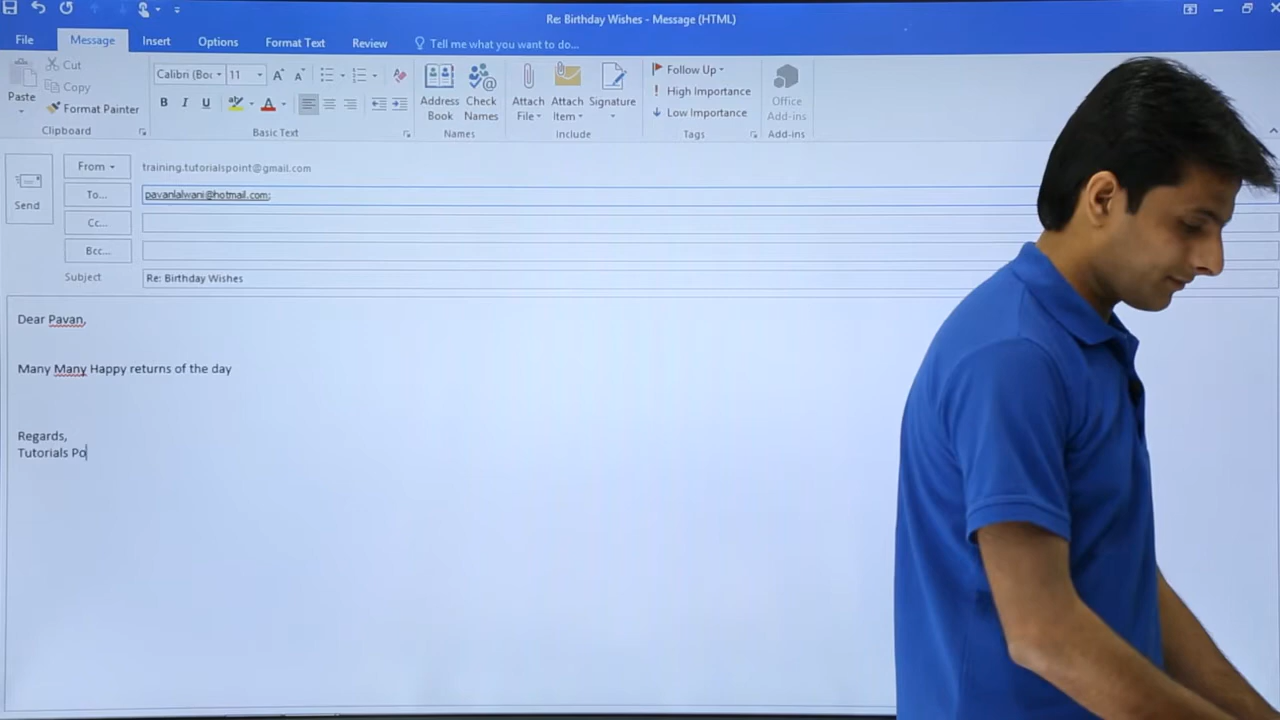 Re: Birthday Wishes - Message (HTML)
File Message Insert Options Format Text Review Tell me what you want to do...
Paste
Cut
Copy
Format Painter
Clipboard
Calibri (Boc 11
Basic Text
Address Book
Check Names
Names
Attach File
Attach Item
Signature
Include
Follow Up
High Importance
Low Importance
Tags
Office Add-ins
Add-ins
Send
From training.tutorialspoint@gmail.com
To... pavanlalwani@hotmail.com;
Cc...
Bcc...
Subject Re: Birthday Wishes
Dear Pavan,
Many Many Happy returns of the day
Regards,
Tutorials Po